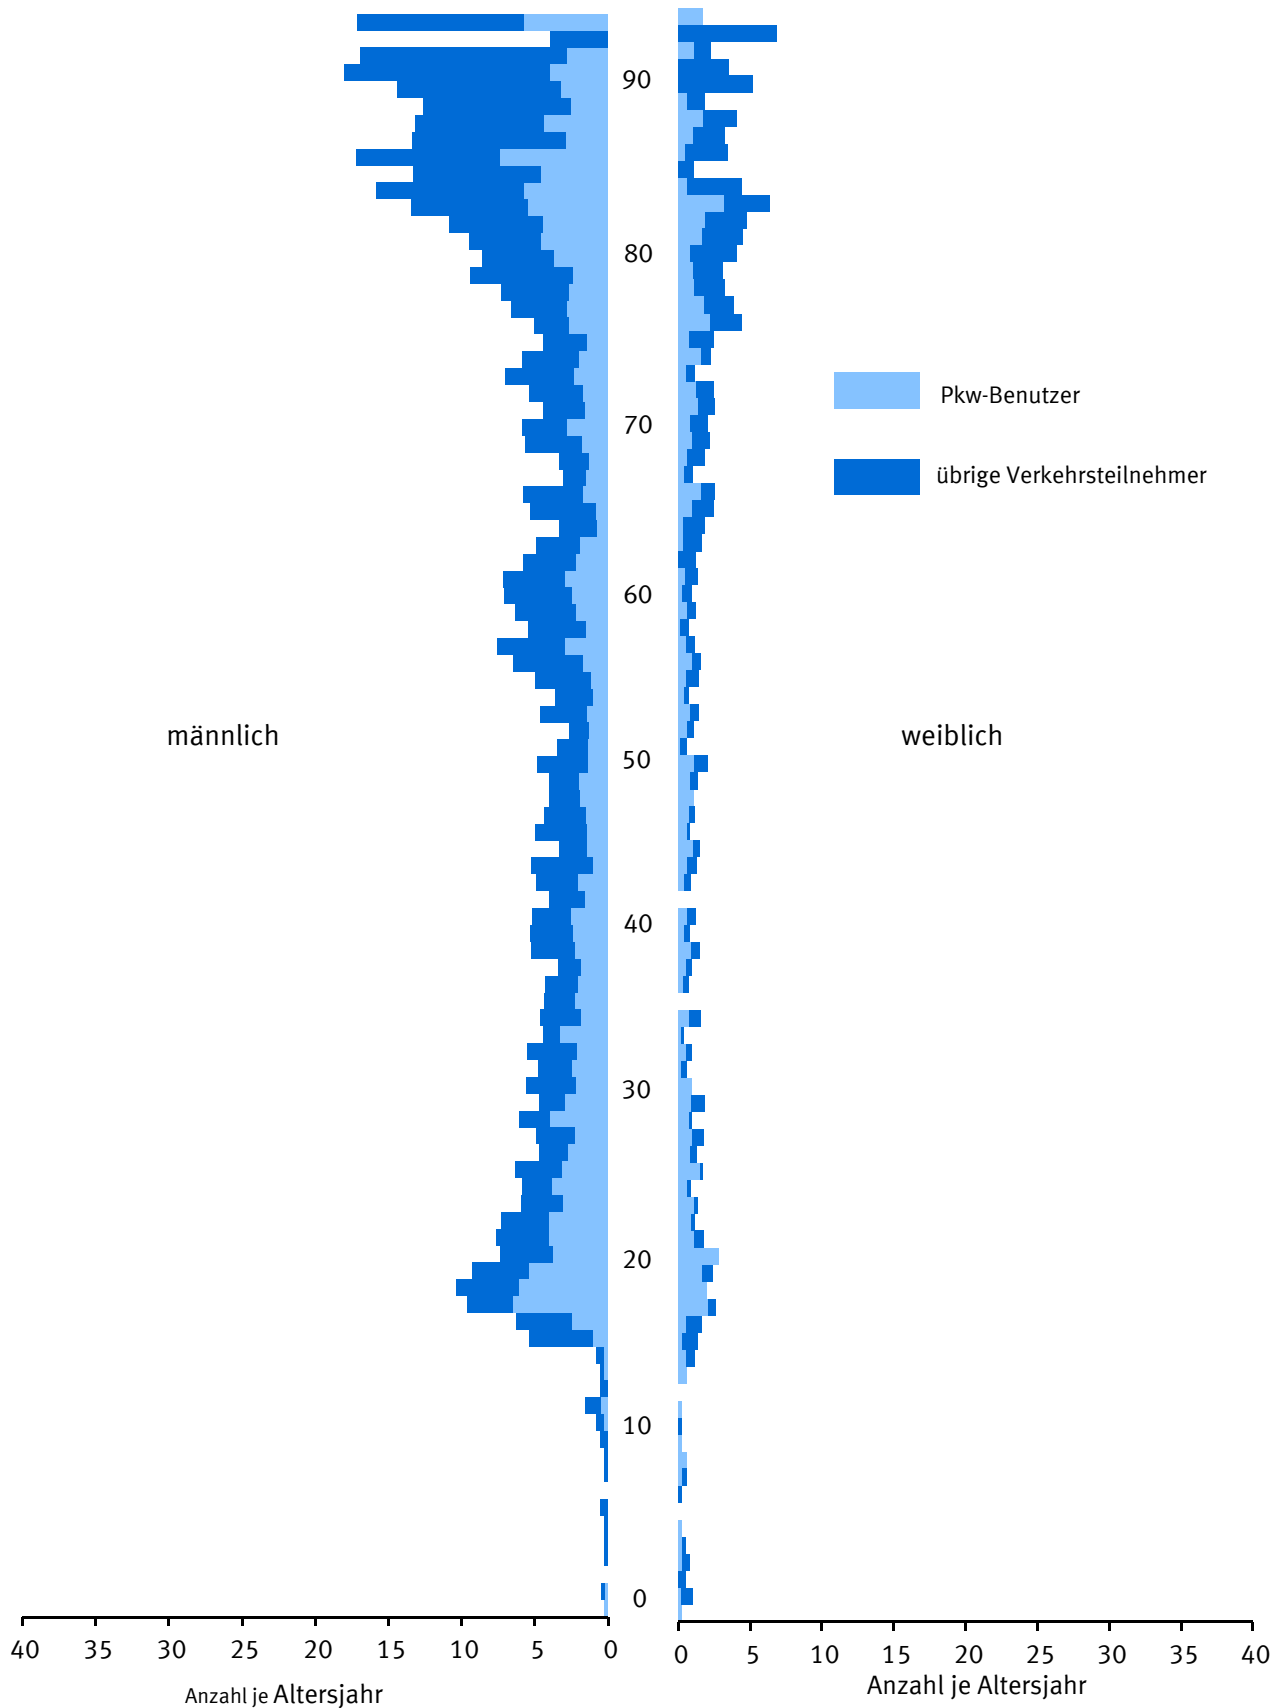 90
80
Pkw-Benutzer
70
übrige Verkehrsteilnehmer
60
männlich
weiblich
50
40
30
20
10
0
40 35 30 25 20 15 10 5 0
0 5 10 15 20 25 30 35 40
Anzahl je Altersjahr
Anzahl je Altersjahr